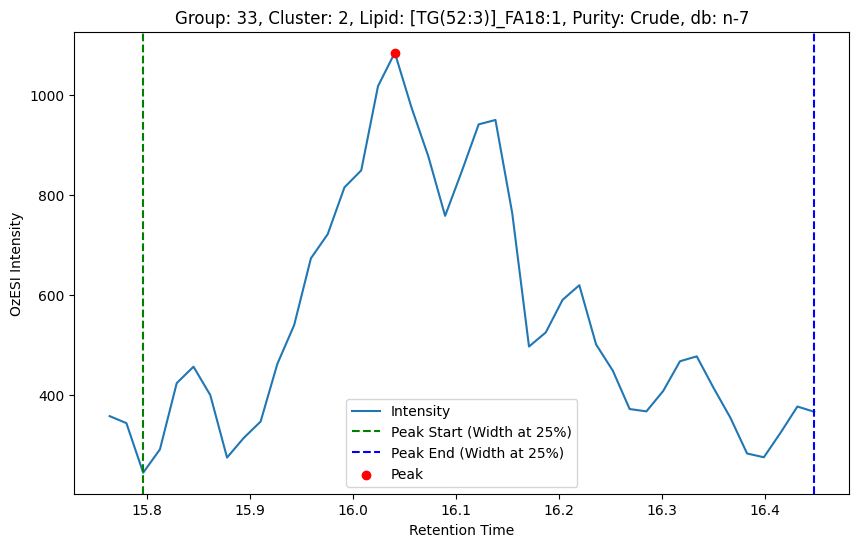 Group: 33, Cluster: 2, Lipid: [TG(52:3)]_FA18:1, Purity: Crude, db: n-7
OzESI Intensity
1000
800
600
400
Intensity
Peak Start (Width at 25%)
Peak End (Width at 25%)
Peak
15.8 15.9 16.0 16.1 16.2 16.3 16.4
Retention Time